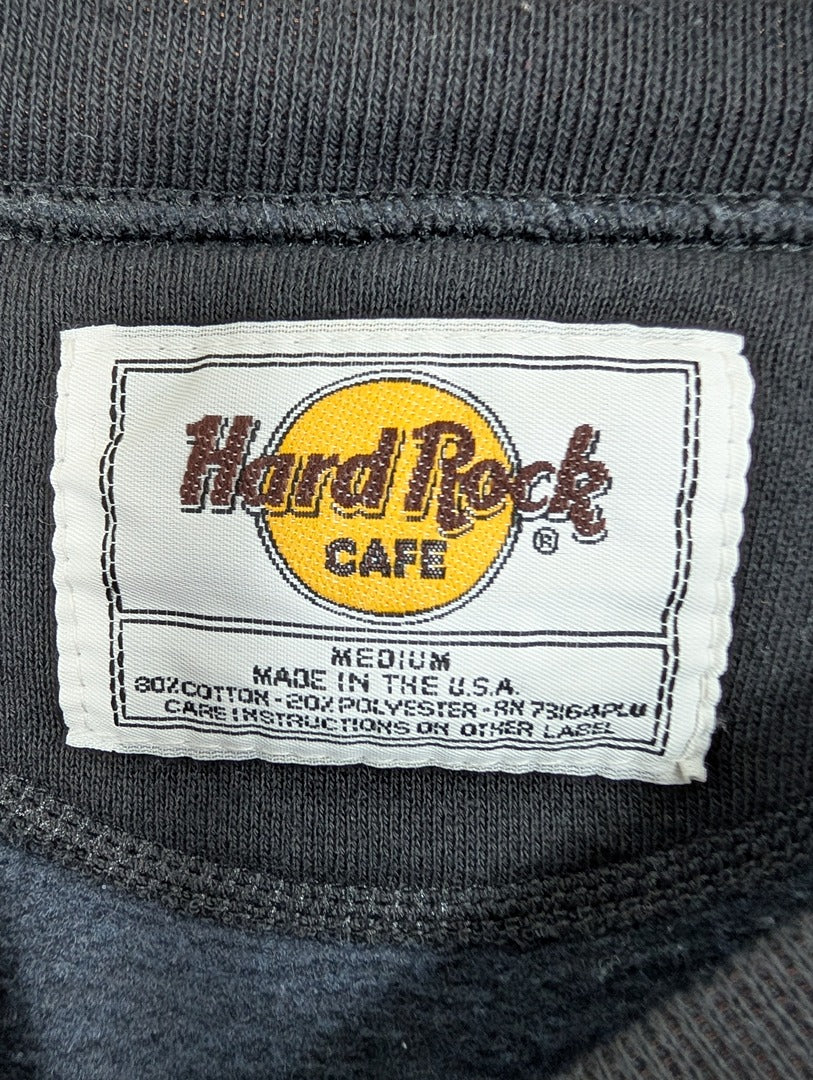 Hard Rock
CAFE
®
MEDIUM
MADE IN THE U.S.A.
80% COTTON - 20% POLYESTER - RN 73164PLU
CARE INSTRUCTIONS ON OTHER LABEL